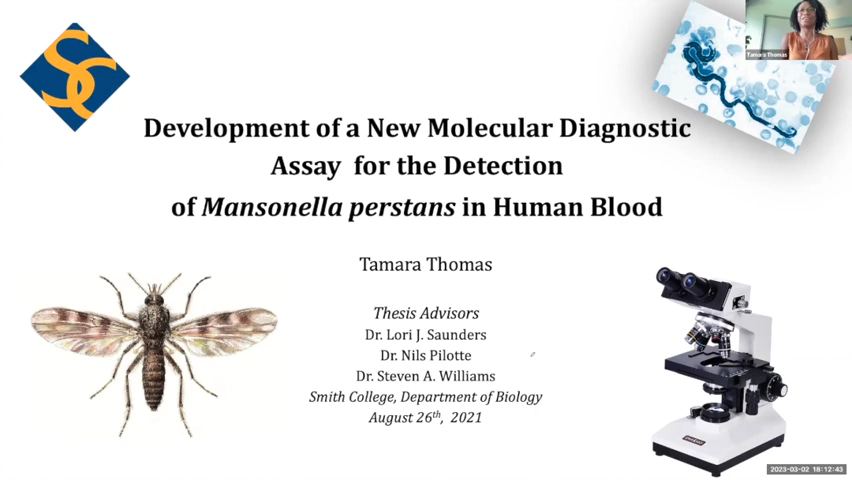 SC
Tamara Thomas
Development of a New Molecular Diagnostic
Assay for the Detection
of Mansonella perstans in Human Blood
Tamara Thomas
Thesis Advisors
Dr. Lori J. Saunders
Dr. Nils Pilotte
Dr. Steven A. Williams
Smith College, Department of Biology
August 26th, 2021
2023-03-02 18:12:43